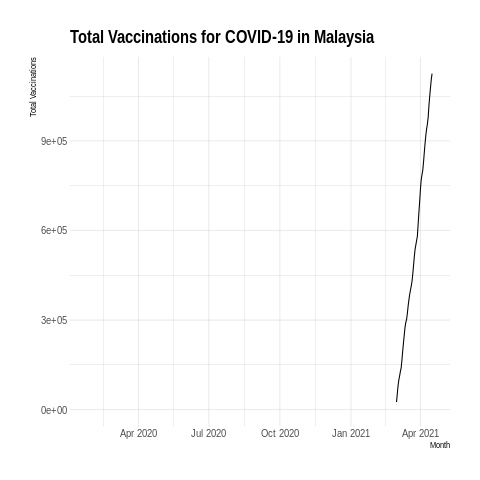 Total Vaccinations for COVID-19 in Malaysia
Total Vaccinations
9e+05
6e+05
3e+05
0e+00
Apr 2020 Jul 2020 Oct 2020 Jan 2021 Apr 2021
Month